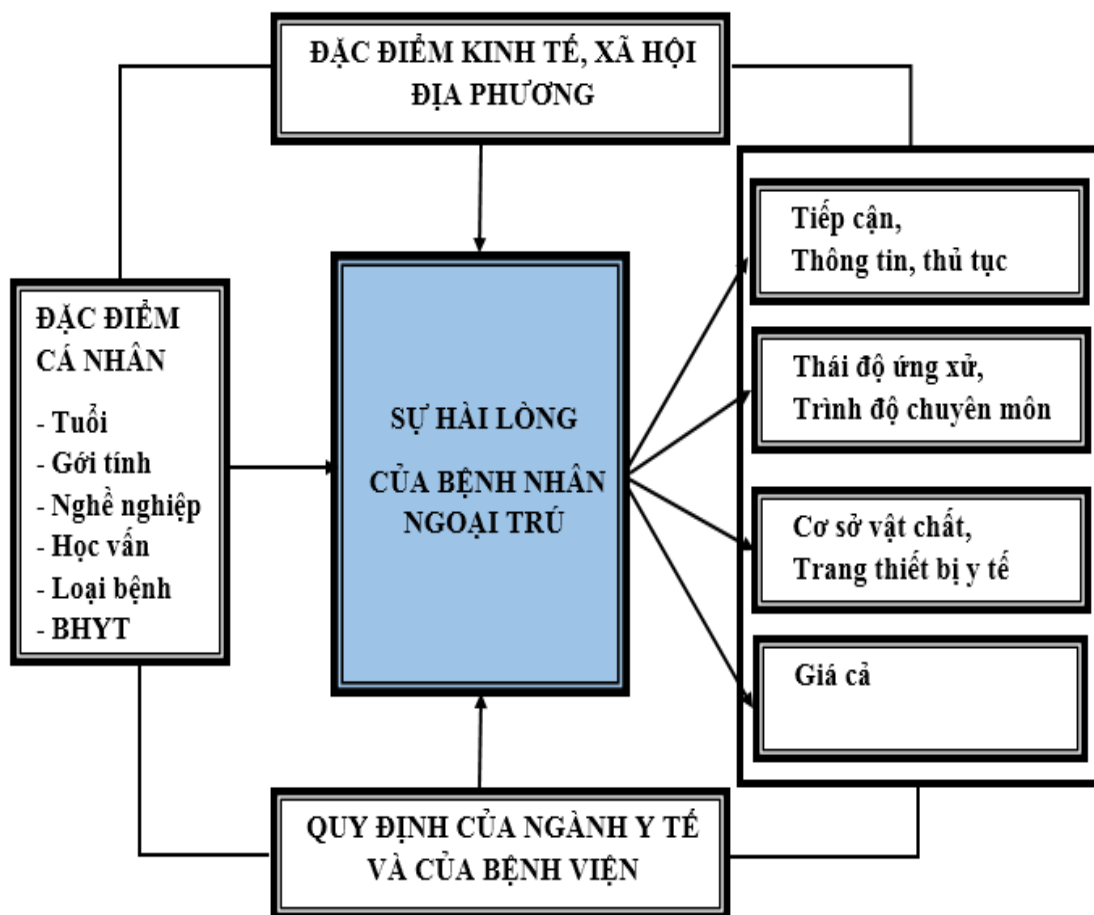 ĐẶC ĐIỂM KINH TẾ, XÃ HỘI
ĐỊA PHƯƠNG
ĐẶC ĐIỂM
CÁ NHÂN
- Tuổi
- Gới tính
- Nghề nghiệp
- Học vấn
- Loại bệnh
- BHYT
SỰ HÀI LÒNG
CỦA BỆNH NHÂN
NGOẠI TRÚ
Tiếp cận,
Thông tin, thủ tục
Thái độ ứng xử,
Trình độ chuyên môn
Cơ sở vật chất,
Trang thiết bị y tế
Giá cả
QUY ĐỊNH CỦA NGÀNH Y TẾ
VÀ CỦA BỆNH VIỆN